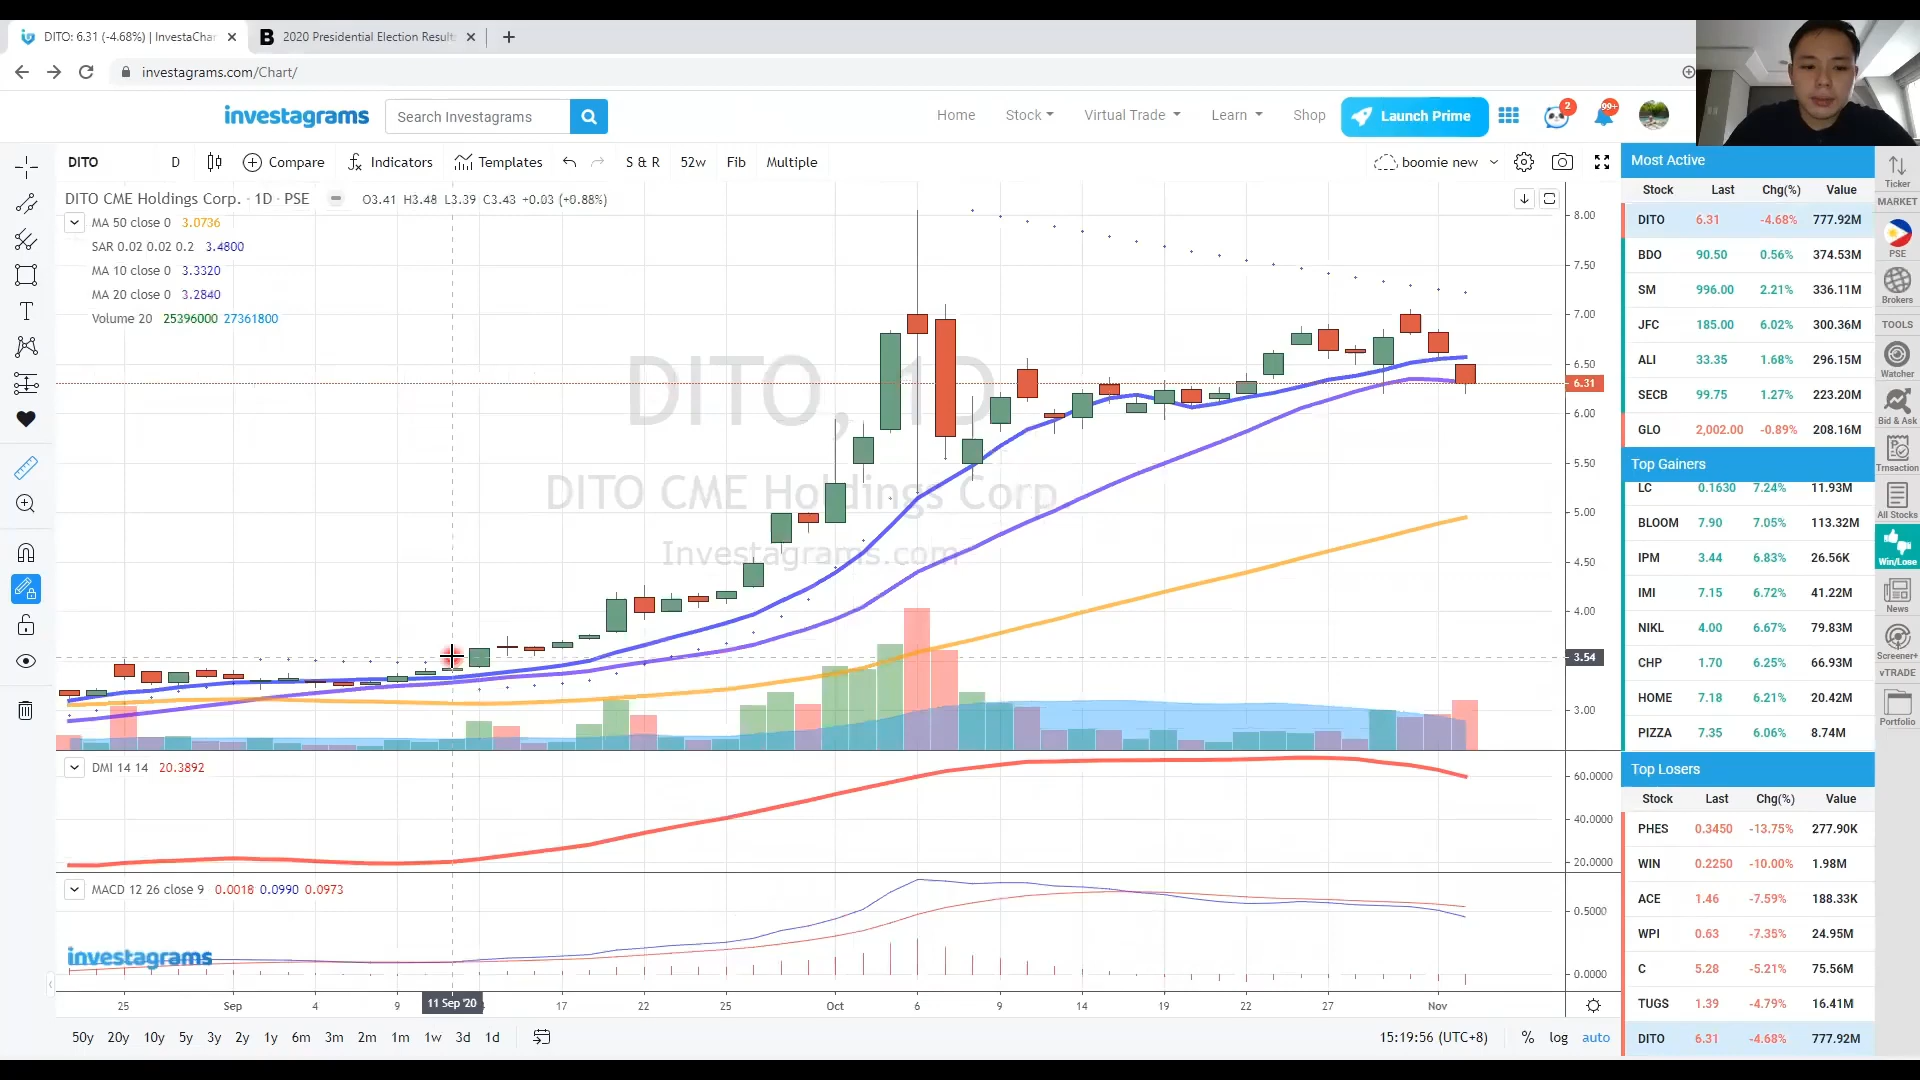 DITO: 6.31 (-4.68%) | InvestaChar
2020 Presidential Election Results
investagrams.com/Chart/
investagrams
Search Investagrams
Home
Stock
Virtual Trade
Learn
Shop
Launch Prime
2
99+
DITO
D
Compare
Indicators
Templates
S & R
52w
Fib
Multiple
boomie new
DITO CME Holdings Corp. · 1D · PSE
O3.41 H3.48 L3.39 C3.43 +0.03 (+0.88%)
MA 50 close 0 3.0736
SAR 0.02 0.02 0.2 3.4800
MA 10 close 0 3.3320
MA 20 close 0 3.2840
Volume 20 25396000 27361800
DITO, 1D
DITO CME Holdings Corp
Investagrams.com
8.00
7.50
7.00
6.50
6.31
6.00
5.50
5.00
4.50
4.00
3.54
3.00
DMI 14 14 20.3892
60.0000
40.0000
20.0000
MACD 12 26 close 9 0.0018 0.0990 0.0973
0.5000
0.0000
investagrams
25 Sep 4 9 11 Sep '20 17 22 25 Oct 6 9 14 19 22 27 Nov
50y 20y 10y 5y 3y 2y 1y 6m 3m 2m 1m 1w 3d 1d
15:19:56 (UTC+8) % log auto
Most Active
Stock Last Chg(%) Value
DITO 6.31 -4.68% 777.92M
BDO 90.50 0.56% 374.53M
SM 996.00 2.21% 336.11M
JFC 185.00 6.02% 300.36M
ALI 33.35 1.68% 296.15M
SECB 99.75 1.27% 223.20M
GLO 2,002.00 -0.89% 208.16M
Top Gainers
LC 0.1630 7.24% 11.93M
BLOOM 7.90 7.05% 113.32M
IPM 3.44 6.83% 26.56K
IMI 7.15 6.72% 41.22M
NIKL 4.00 6.67% 79.83M
CHP 1.70 6.25% 66.93M
HOME 7.18 6.21% 20.42M
PIZZA 7.35 6.06% 8.74M
Top Losers
Stock Last Chg(%) Value
PHES 0.3450 -13.75% 277.90K
WIN 0.2250 -10.00% 1.98M
ACE 1.46 -7.59% 188.33K
WPI 0.63 -7.35% 24.95M
C 5.28 -5.21% 75.56M
TUGS 1.39 -4.79% 16.41M
DITO 6.31 -4.68% 777.92M
Ticker
MARKET
PSE
Brokers
TOOLS
Watcher
Bid & Ask
Trnsaction
All Stocks
Win/Lose
News
Screener+
vTRADE
Portfolio